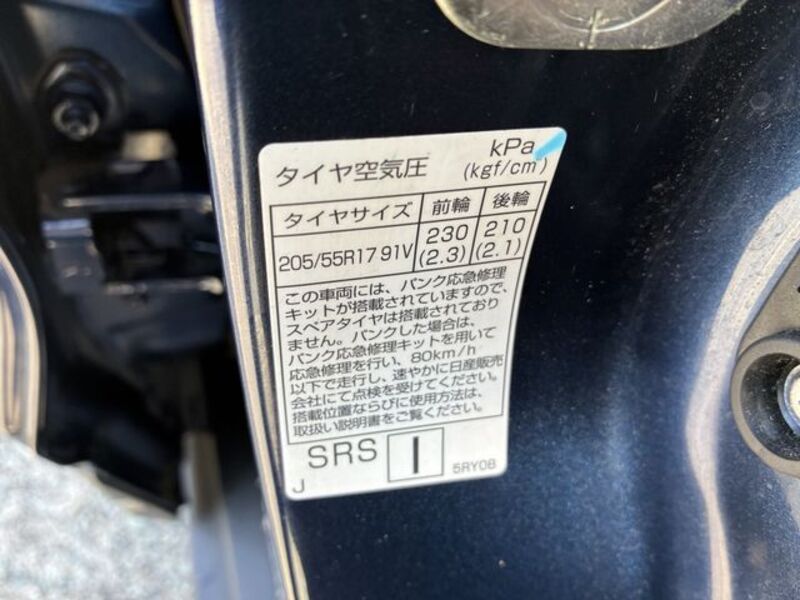 タイヤ空気圧 kPa
(kgf/cm)
タイヤサイズ 前輪 後輪
205/55R17 91V 230 210
(2.3) (2.1)
この車両には、パンク応急修理
キットが搭載されていますので、
スペアタイヤは搭載されており
ません。パンクした場合は、
パンク応急修理キットを用いて
応急修理を行い、80km/h
以下で走行し、速やかに日産販売
会社にて点検を受けてください。
搭載位置ならびに使用方法は、
取扱い説明書をご覧ください。
SRS I
J 5RY0B